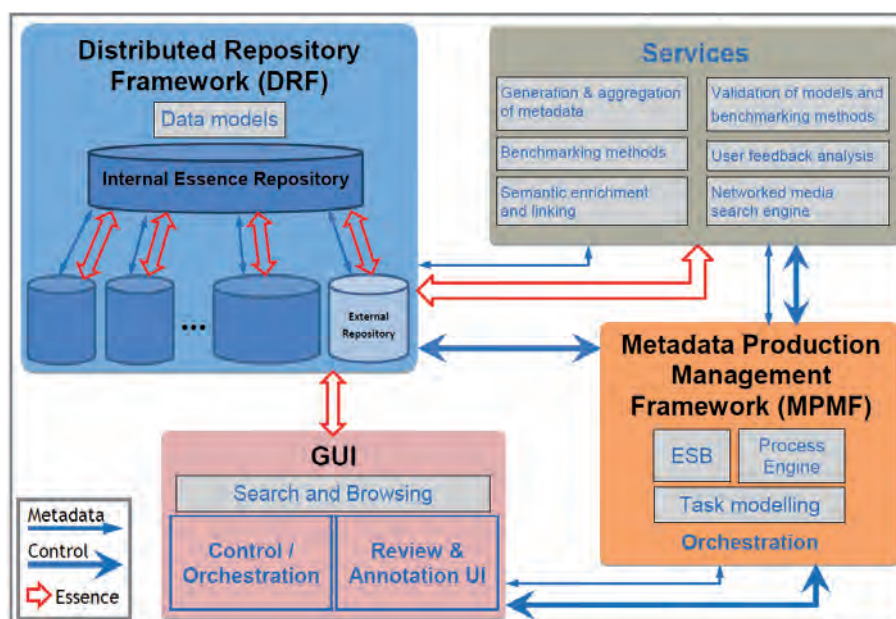 Distributed Repository
Framework (DRF)
Data models
Internal Essence Repository
...
External
Repository
Services
Generation & aggregation
of metadata
Validation of models and
benchmarking methods
Benchmarking methods
User feedback analysis
Semantic enrichment
and linking
Networked media
search engine
Metadata Production
Management
Framework (MPMF)
ESB
Process
Engine
Task modelling
Orchestration
GUI
Search and Browsing
Control /
Orchestration
Review &
Annotation UI
Metadata
Control
Essence